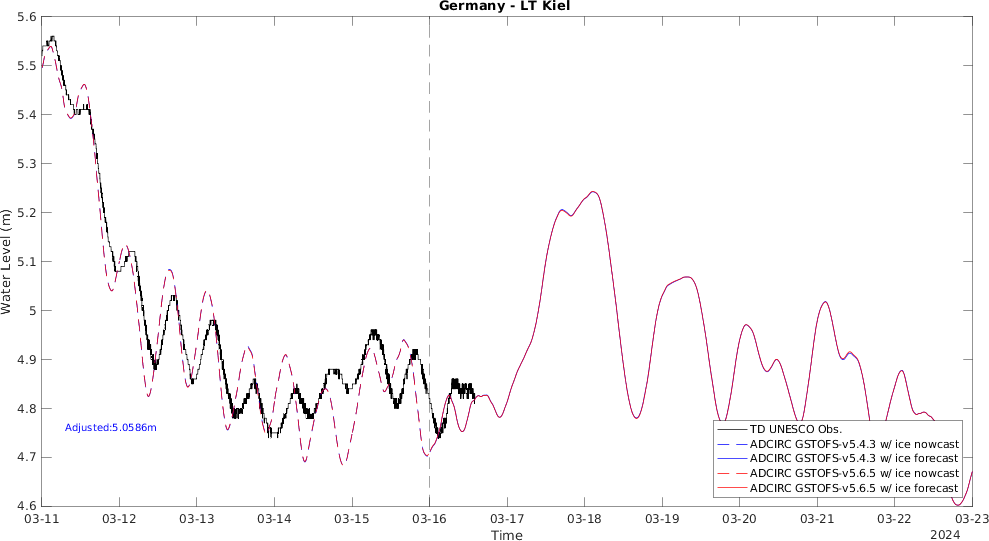 Germany - LT Kiel
5.6
5.5
5.4
5.3
5.2
5.1
5
4.9
4.8
4.7
4.6
Water Level (m)
Adjusted:5.0586m
TD UNESCO Obs.
ADCIRC GSTOFS-v5.4.3 w/ ice nowcast
ADCIRC GSTOFS-v5.4.3 w/ ice forecast
ADCIRC GSTOFS-v5.6.5 w/ ice nowcast
ADCIRC GSTOFS-v5.6.5 w/ ice forecast
03-11 03-12 03-13 03-14 03-15 03-16 03-17 03-18 03-19 03-20 03-21 03-22 03-23
Time
2024